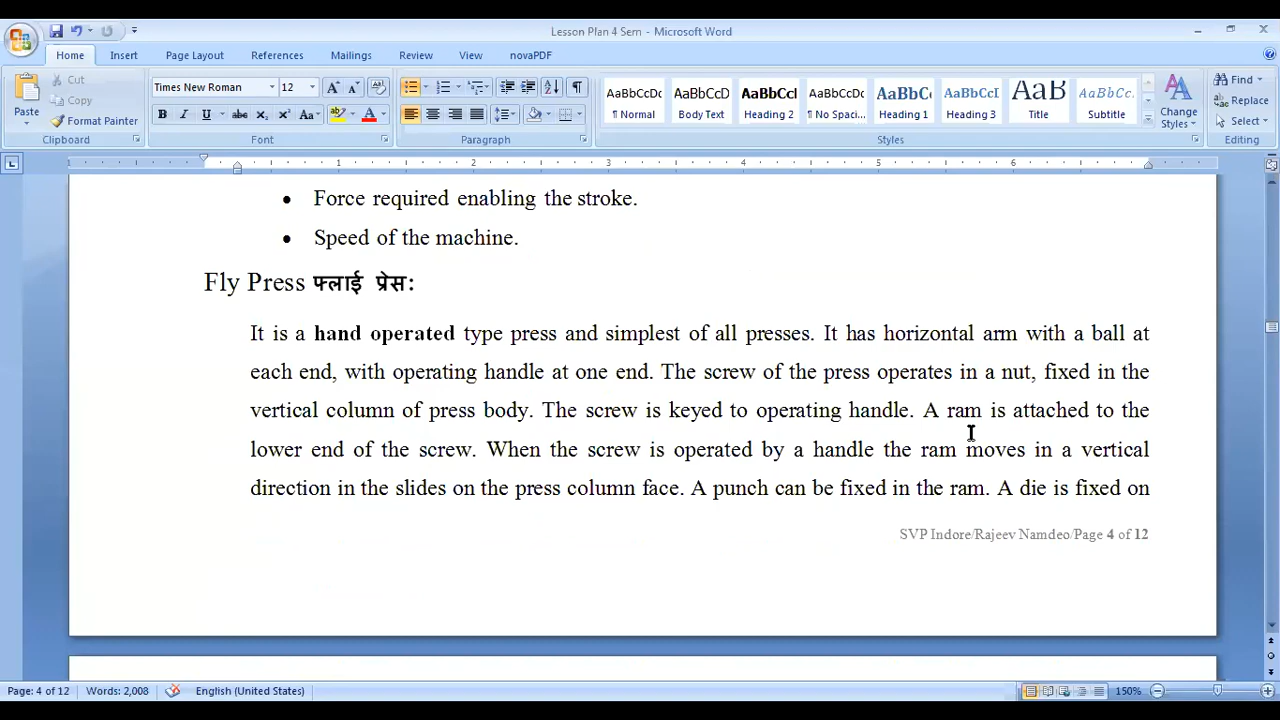 Lesson Plan 4 Sem - Microsoft Word
Home Insert Page Layout References Mailings Review View novaPDF
Paste
Cut
Copy
Format Painter
Clipboard
Times New Roman 12
Font
Paragraph
AaBbCcDc AaBbCcD AaBbCcl AaBbCcDc AaBbCc AaBbCcI AaB AaBbCc.
¶ Normal Body Text Heading 2 ¶ No Spaci... Heading 1 Heading 3 Title Subtitle
Change Styles
Styles
Find
Replace
Select
Editing
1 1 2 3 4 5 6
• Force required enabling the stroke.
• Speed of the machine.
Fly Press फ्लाई प्रेस:
It is a hand operated type press and simplest of all presses. It has horizontal arm with a ball at
each end, with operating handle at one end. The screw of the press operates in a nut, fixed in the
vertical column of press body. The screw is keyed to operating handle. A ram is attached to the
lower end of the screw. When the screw is operated by a handle the ram moves in a vertical
direction in the slides on the press column face. A punch can be fixed in the ram. A die is fixed on
SVP Indore/Rajeev Namdeo/Page 4 of 12
Page: 4 of 12 Words: 2,008 English (United States) 150%